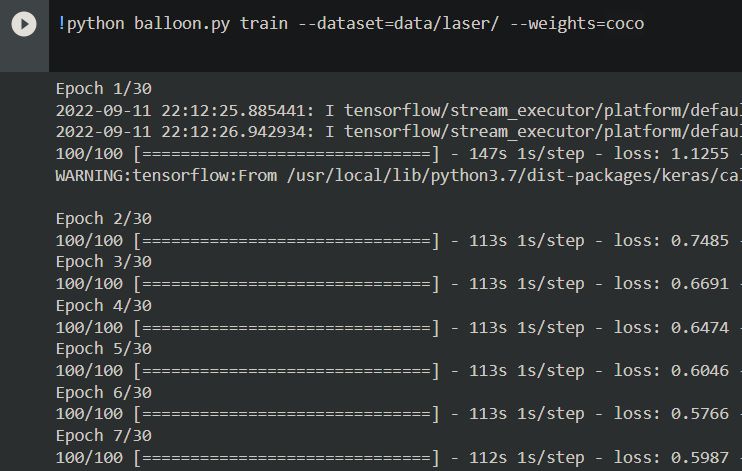 !python balloon.py train --dataset=data/laser/ --weights=coco
Epoch 1/30
2022-09-11 22:12:25.885441: I tensorflow/stream_executor/platform/defaul
2022-09-11 22:12:26.942934: I tensorflow/stream_executor/platform/defaul
100/100 [==============================] - 147s 1s/step - loss: 1.1255 -
WARNING:tensorflow:From /usr/local/lib/python3.7/dist-packages/keras/cal
Epoch 2/30
100/100 [==============================] - 113s 1s/step - loss: 0.7485 -
Epoch 3/30
100/100 [==============================] - 113s 1s/step - loss: 0.6691 -
Epoch 4/30
100/100 [==============================] - 113s 1s/step - loss: 0.6474 -
Epoch 5/30
100/100 [==============================] - 113s 1s/step - loss: 0.6046 -
Epoch 6/30
100/100 [==============================] - 113s 1s/step - loss: 0.5766 -
Epoch 7/30
100/100 [==============================] - 112s 1s/step - loss: 0.5987 -